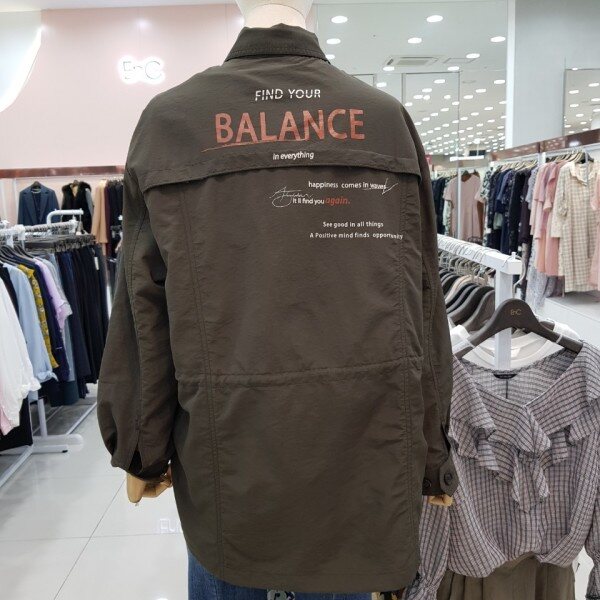 E~C
FIND YOUR
BALANCE
in everything
happiness comes in waves
It ll find you again.
See good in all things
A Positive mind finds opportunity
E~C